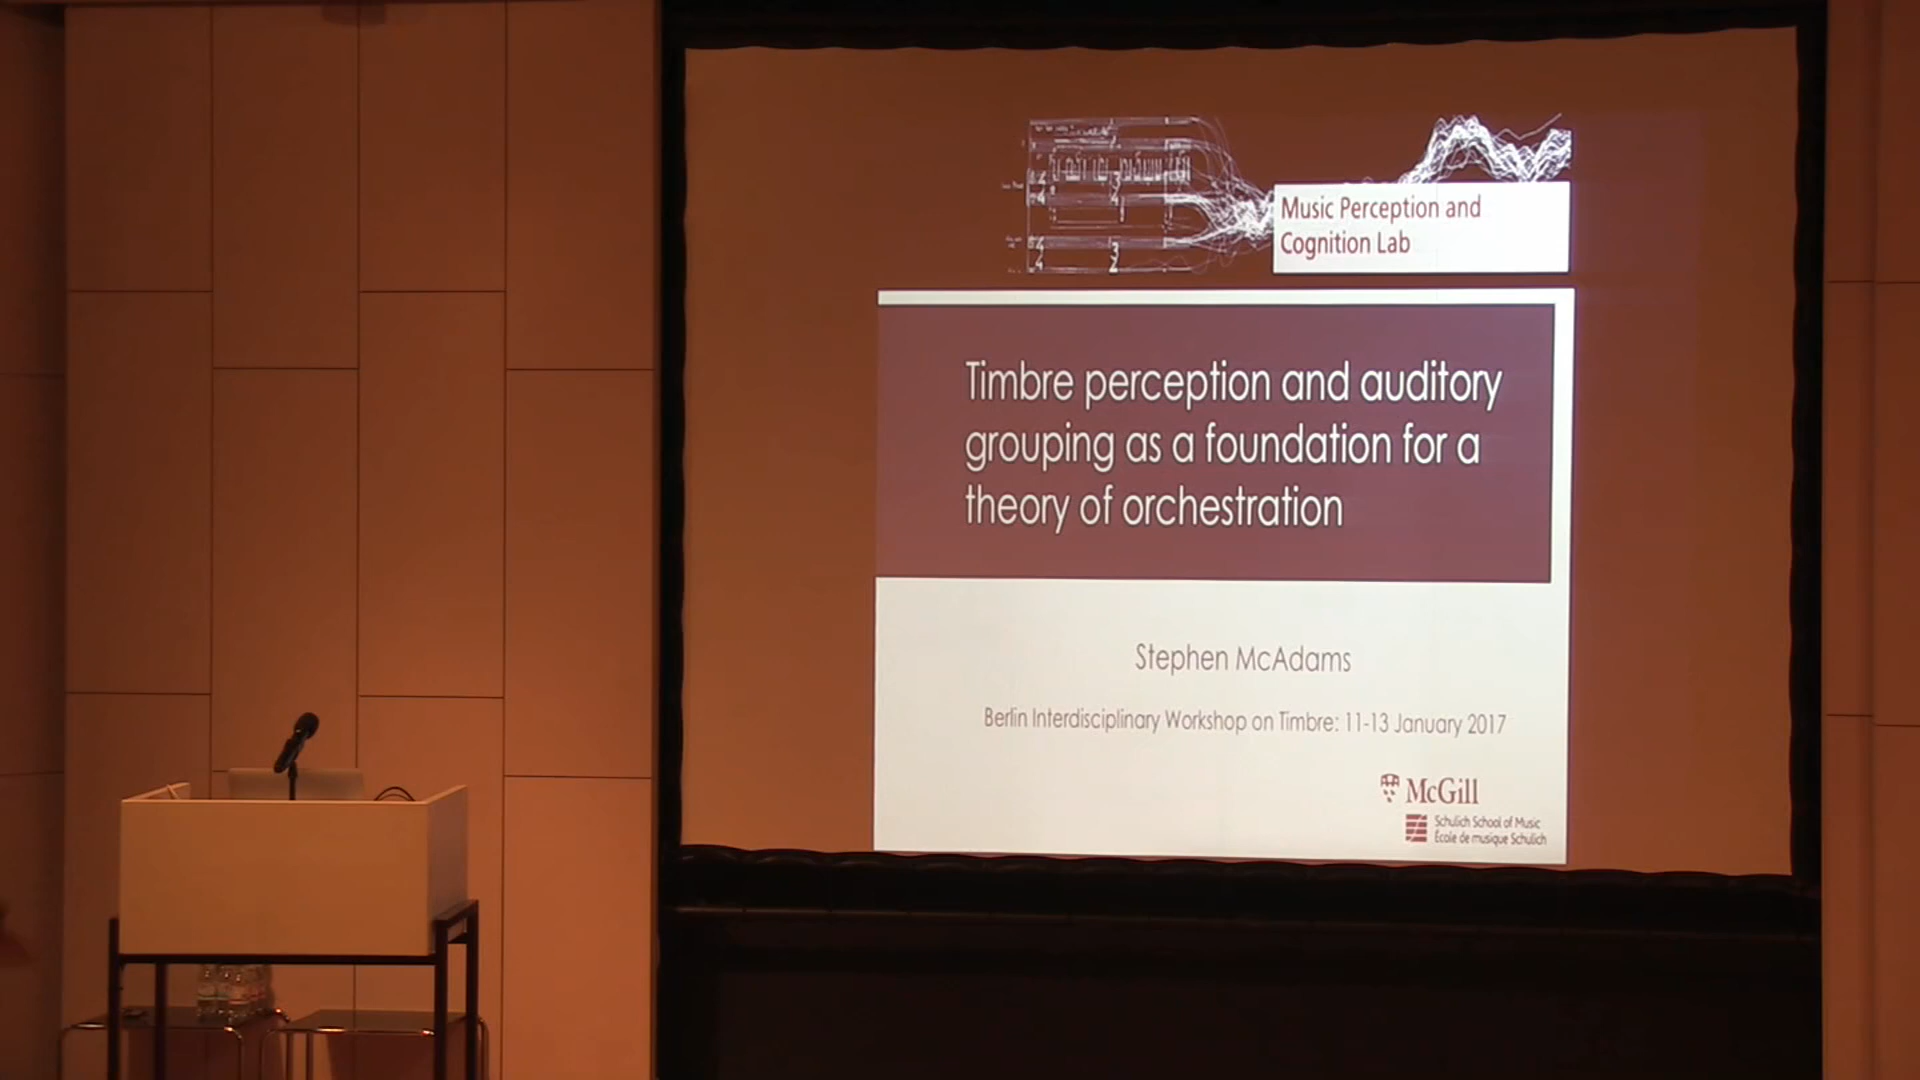 Music Perception and
Cognition Lab
Timbre perception and auditory
grouping as a foundation for a
theory of orchestration
Stephen McAdams
Berlin Interdisciplinary Workshop on Timbre: 11-13 January 2017
McGill
Schulich School of Music
École de musique Schulich